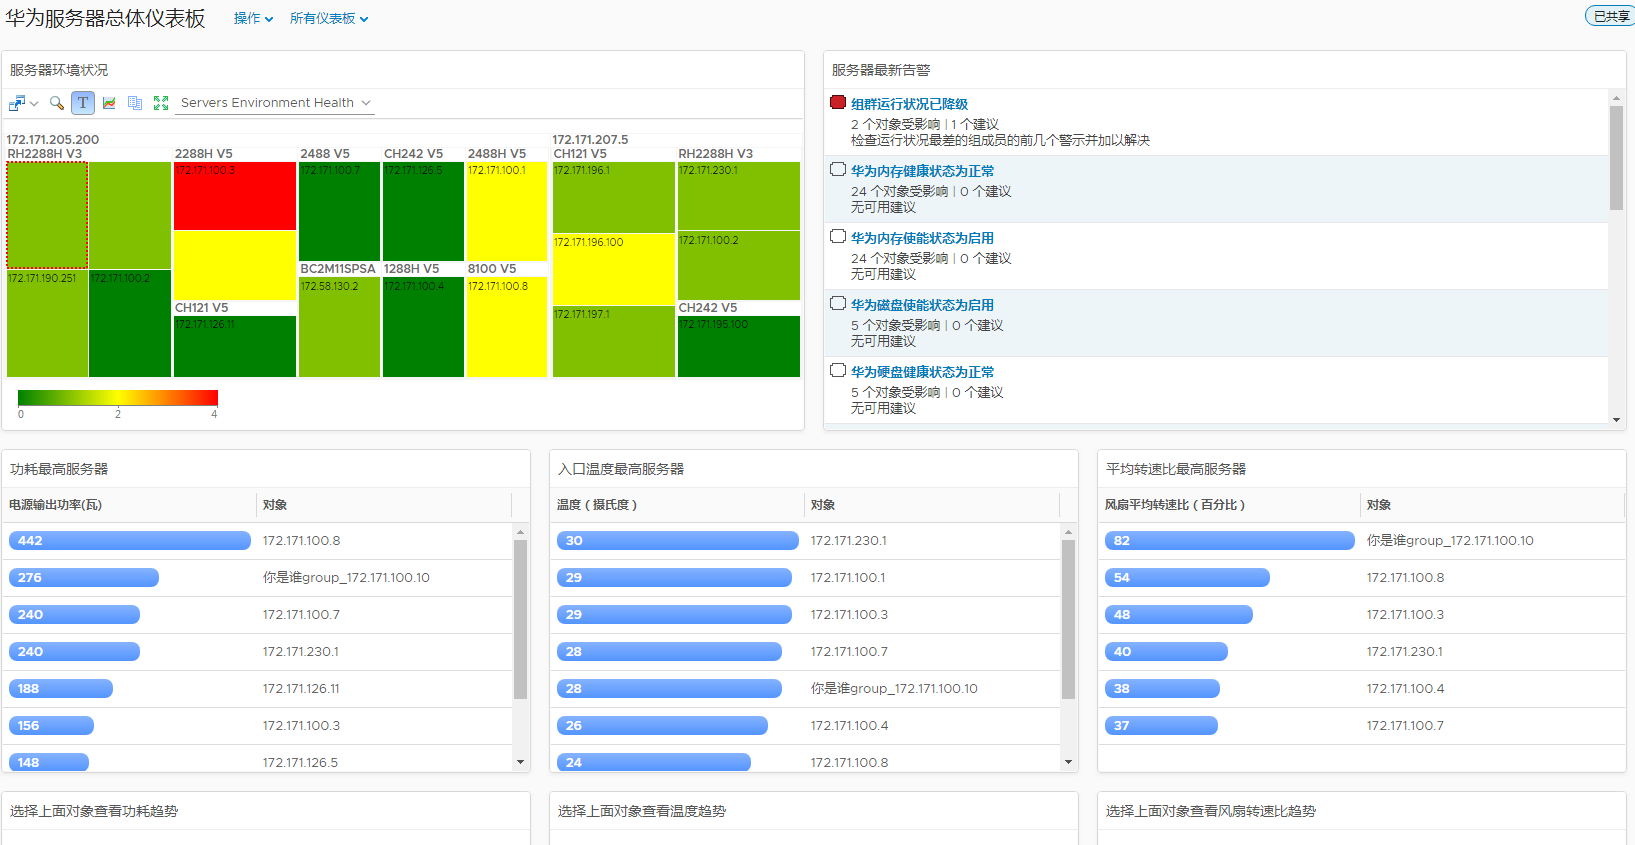 华为服务器总体仪表板
操作
所有仪表板
已共享
服务器环境状况
T
Servers Environment Health
172.171.205.200
172.171.207.5
RH2288H V3
2288H V5
2488 V5
CH242 V5
2488H V5
CH121 V5
RH2288H V3
172.171.100.3
172.171.100.7
172.171.126.5
172.171.100.1
172.171.196.1
172.171.230.1
172.171.196.100
172.171.100.2
172.171.190.251
172.171.100.2
BC2M11SPSA
1288H V5
8100 V5
172.58.130.2
172.171.100.4
172.171.100.8
CH121 V5
172.171.126.11
172.171.197.1
CH242 V5
172.171.195.100
0
2
4
服务器最新告警
组群运行状况已降级
2 个对象受影响 | 1 个建议
检查运行状况最差的组成员的前几个警示并加以解决
华为内存健康状态为正常
24 个对象受影响 | 0 个建议
无可用建议
华为内存使能状态为启用
24 个对象受影响 | 0 个建议
无可用建议
华为磁盘使能状态为启用
5 个对象受影响 | 0 个建议
无可用建议
华为硬盘健康状态为正常
5 个对象受影响 | 0 个建议
无可用建议
功耗最高服务器
电源输出功率(瓦) 对象
442 172.171.100.8
276 你是谁group_172.171.100.10
240 172.171.100.7
240 172.171.230.1
188 172.171.126.11
156 172.171.100.3
148 172.171.126.5
入口温度最高服务器
温度（摄氏度） 对象
30 172.171.230.1
29 172.171.100.1
29 172.171.100.3
28 172.171.100.7
28 你是谁group_172.171.100.10
26 172.171.100.4
24 172.171.100.8
平均转速比最高服务器
风扇平均转速比（百分比） 对象
82 你是谁group_172.171.100.10
54 172.171.100.8
48 172.171.100.3
40 172.171.230.1
38 172.171.100.4
37 172.171.100.7
选择上面对象查看功耗趋势
选择上面对象查看温度趋势
选择上面对象查看风扇转速比趋势